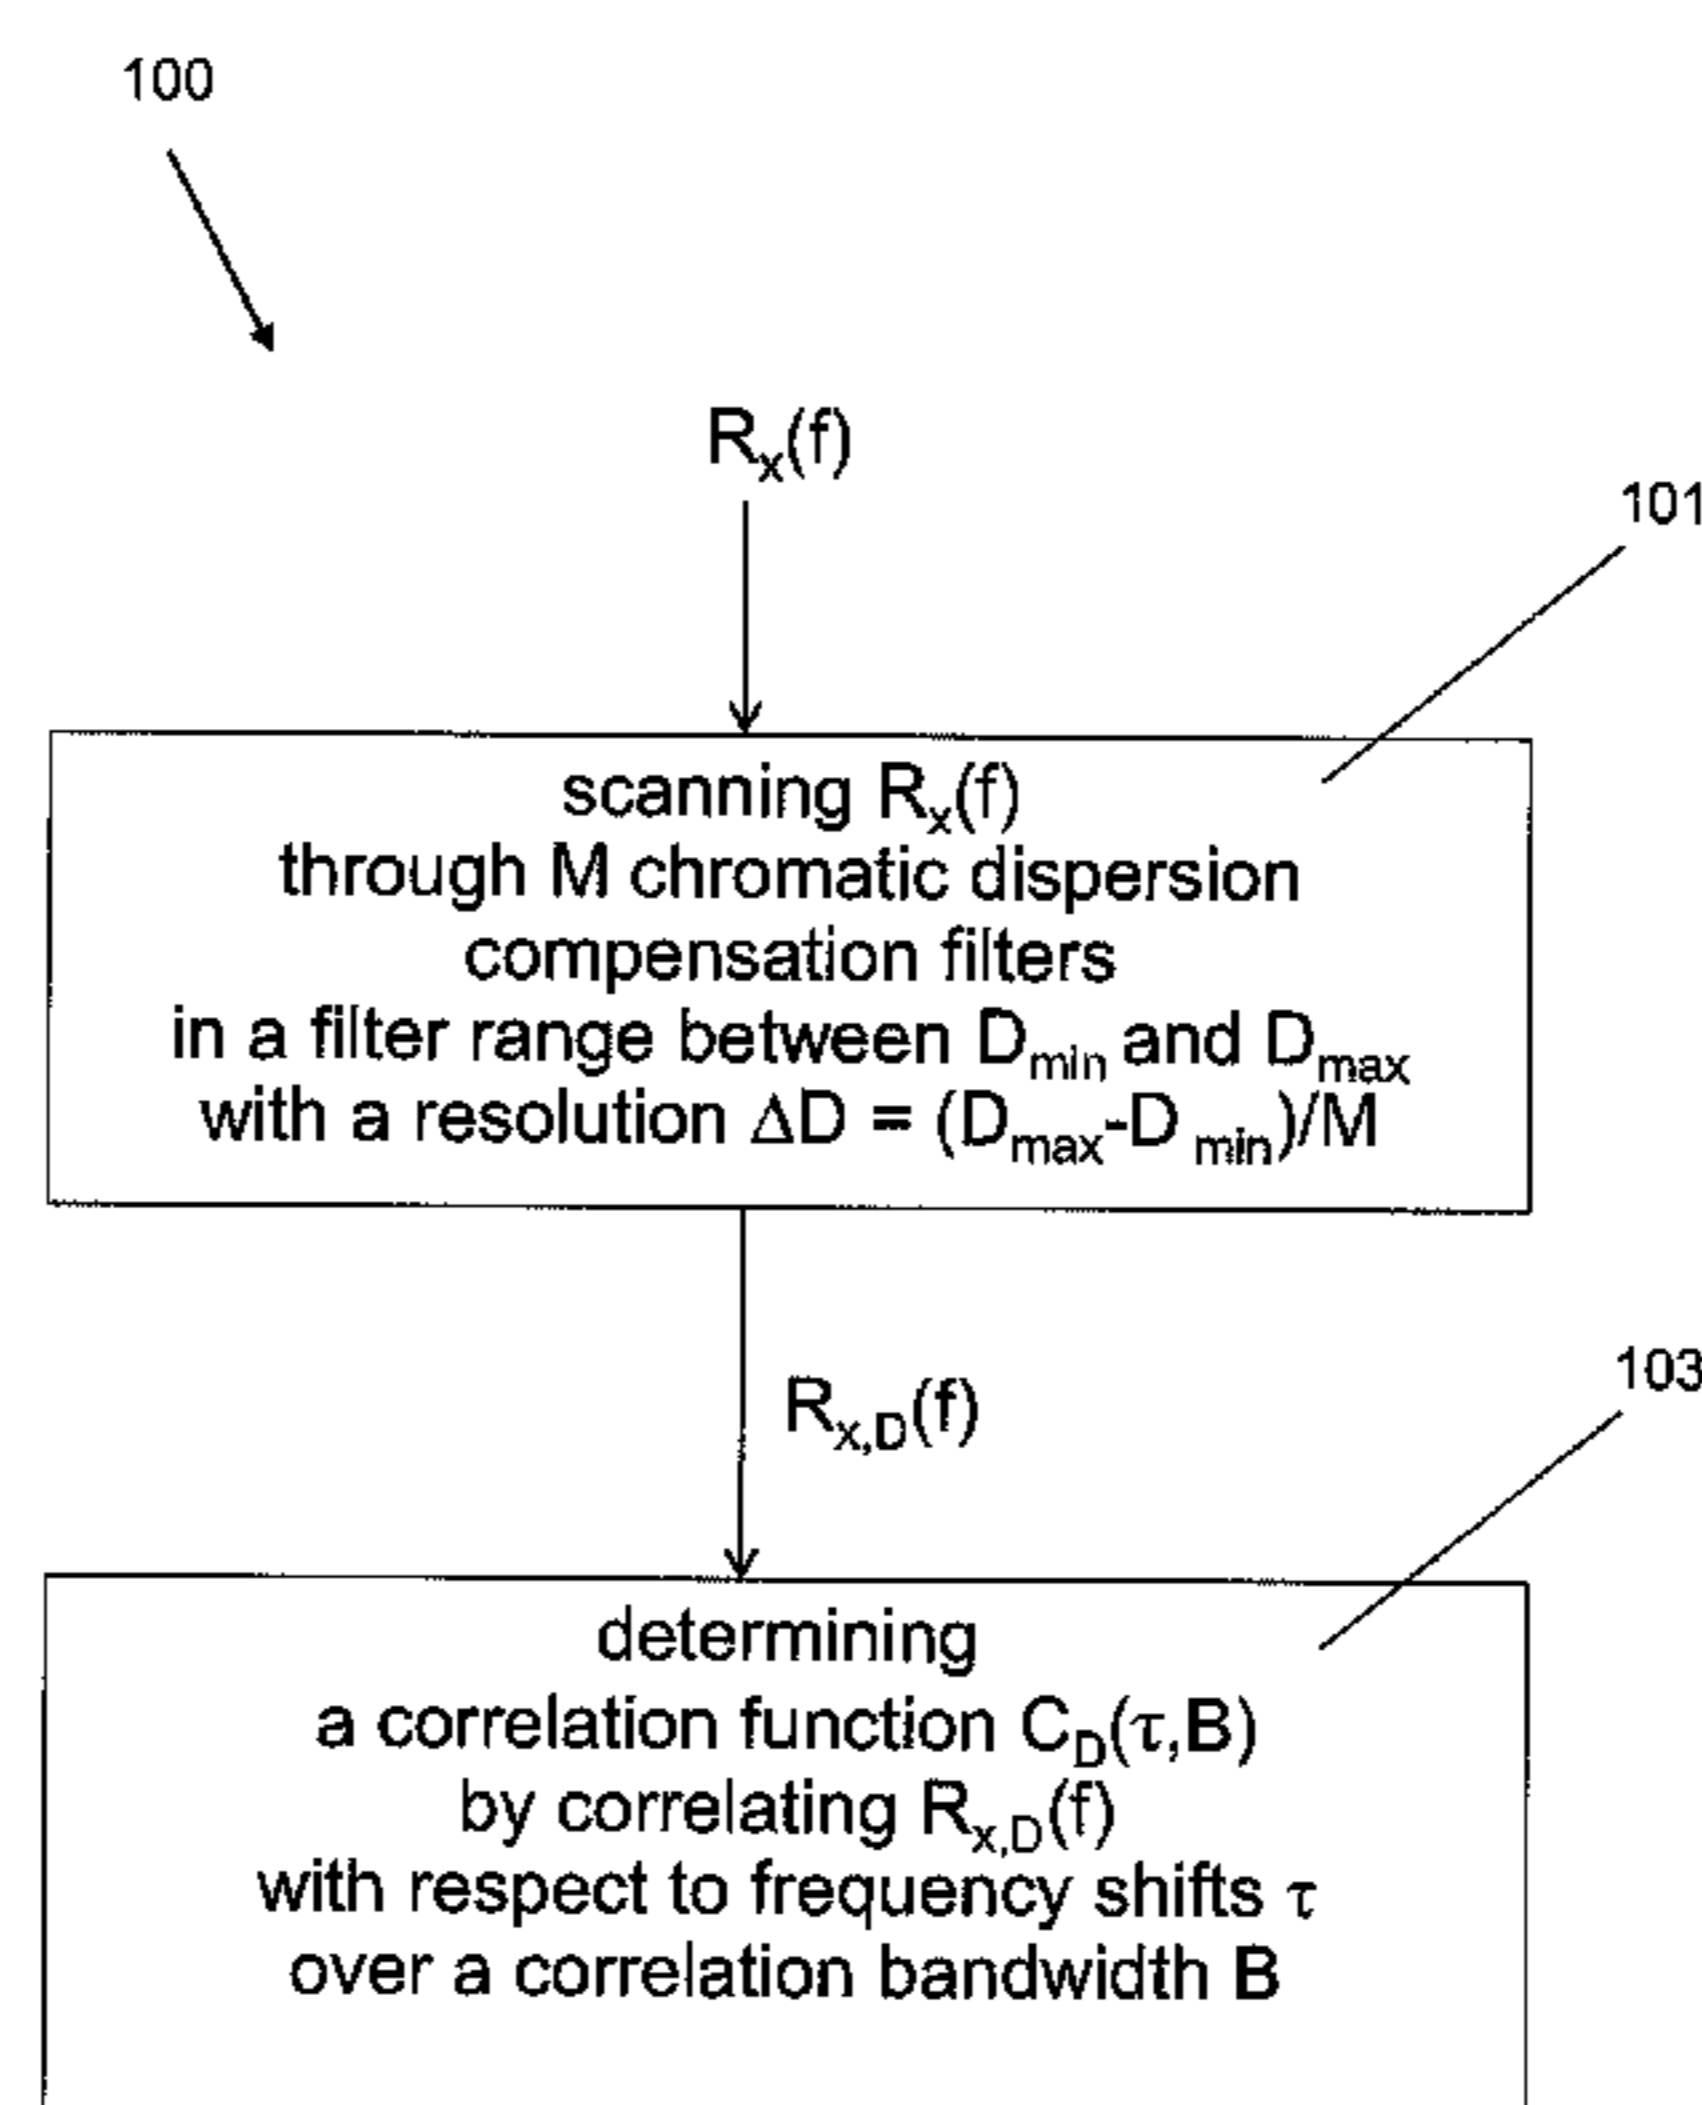 100
Rx(f)
101
scanning Rx(f)
through M chromatic dispersion
compensation filters
in a filter range between Dmin and Dmax
with a resolution ΔD = (Dmax-D min)/M
Rx,D(f)
103
determining
a correlation function CD(τ,B)
by correlating Rx,D(f)
with respect to frequency shifts τ
over a correlation bandwidth B